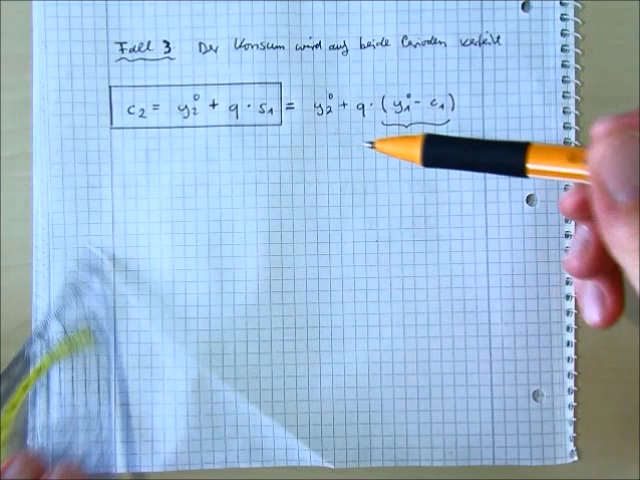 Fall 3. Der Konsum wird auf beide Perioden verteilt
c₂ = y₂⁰ + q · s₁ = y₂⁰ + q · (y₁⁰ - c₁)